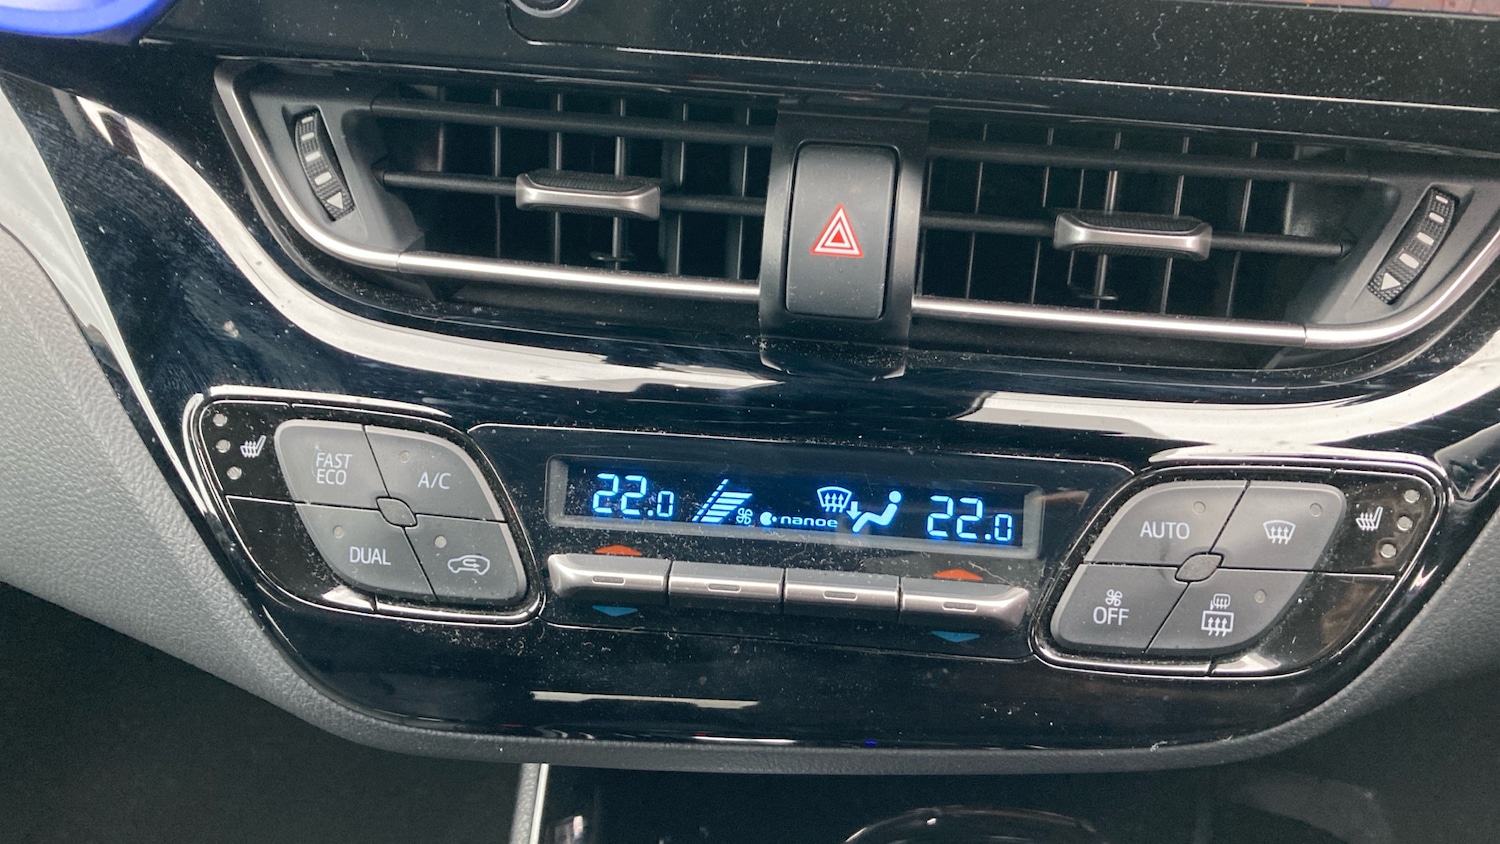 FAST
ECO
A/C
DUAL
22.0
nanoe
22.0
AUTO
OFF